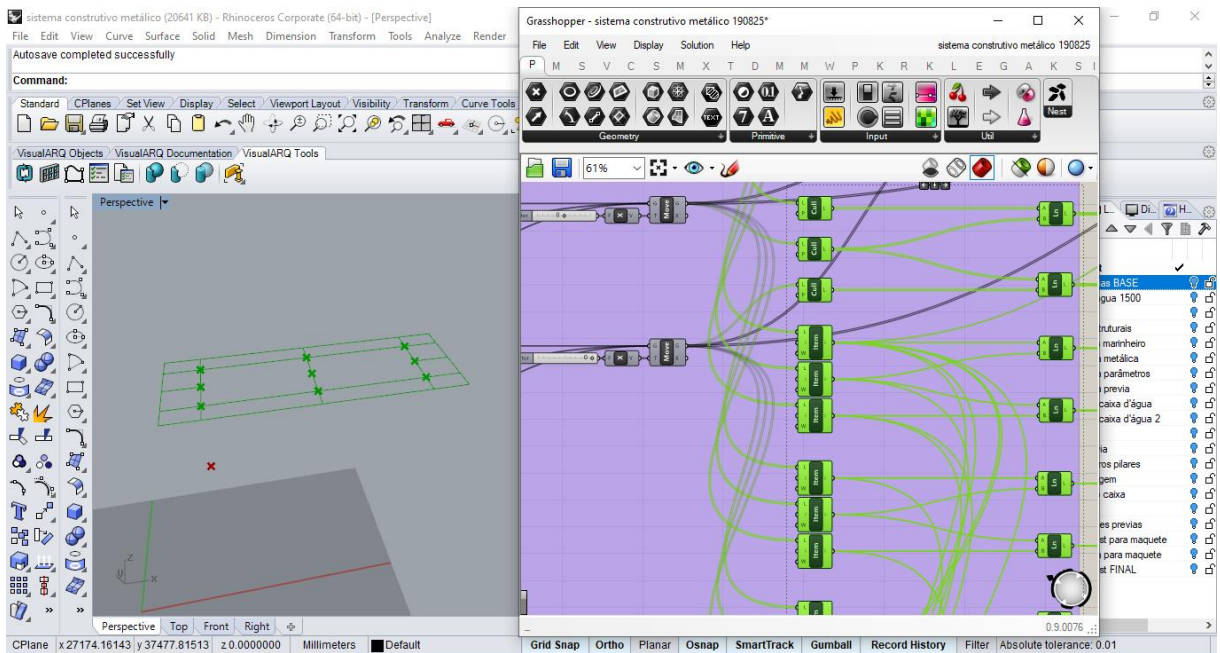 sistema construtivo metálico (20641 KB) - Rhinoceros Corporate (64-bit) - [Perspective]
File Edit View Curve Surface Solid Mesh Dimension Transform Tools Analyze Render
Autosave completed successfully
Command:
Standard CPlanes Set View Display Select Viewport Layout Visibility Transform Curve Tools
VisualARQ Objects VisualARQ Documentation VisualARQ Tools
Perspective
z
y
x
Perspective Top Front Right
CPlane x 27174.16143 y 37477.81513 z 0.0000000 Millimeters Default Grid Snap Ortho Planar Osnap SmartTrack Gumball Record History Filter Absolute tolerance: 0.01
Grasshopper - sistema construtivo metálico 190825*
File Edit View Display Solution Help sistema construtivo metálico 190825
P M S V C S M X T D M M W P K R K L E G A K S
Geometry Primitive Input Util
TEXT
0.1
7 A
Nest
61%
X Move
Cull
Ln
Cull
Cull
Ln
Item
Ln
X Move
Item
Item
Ln
Item
Ln
Item
Item
Ln
Item
0.9.0076
L... Di... H...
as BASE
gua 1500
truturais
marinheiro
metálica
parâmetros
previa
caixa d'água
caixa d'água 2
ia
ros pilares
gem
caixa
es previas
st para maquete
para maquete
st FINAL